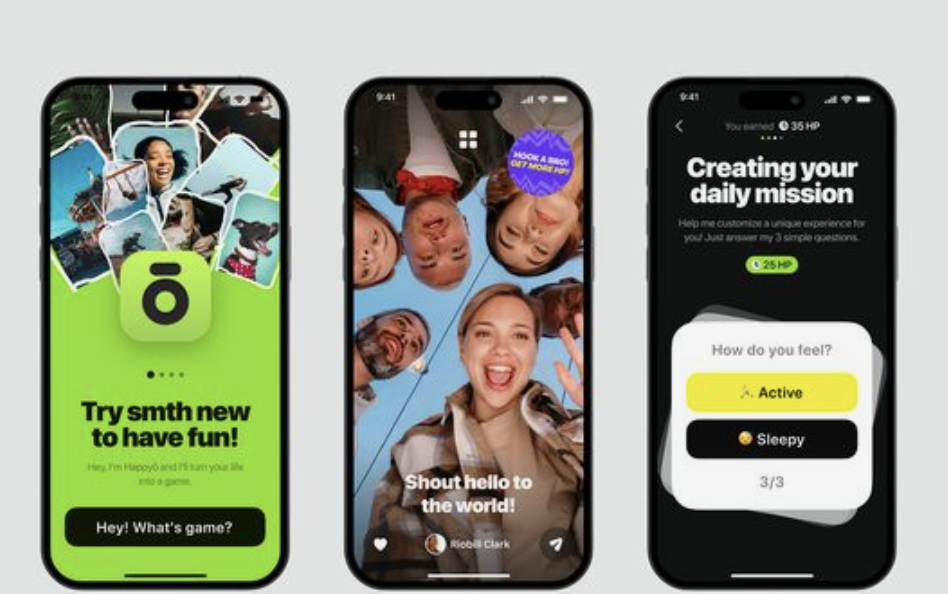 ō
Try smth new
to have fun!
Hey, I'm Happyō and I'll turn your life
into a game.
Hey! What's game?
9:41
HOOK A BRO!
GET MORE HP!
Shout hello to
the world!
Riobill Clark
9:41
You earned 35 HP
Creating your
daily mission
Help me customize a unique experience for
you! Just answer my 3 simple questions.
25 HP
How do you feel?
Active
Sleepy
3/3